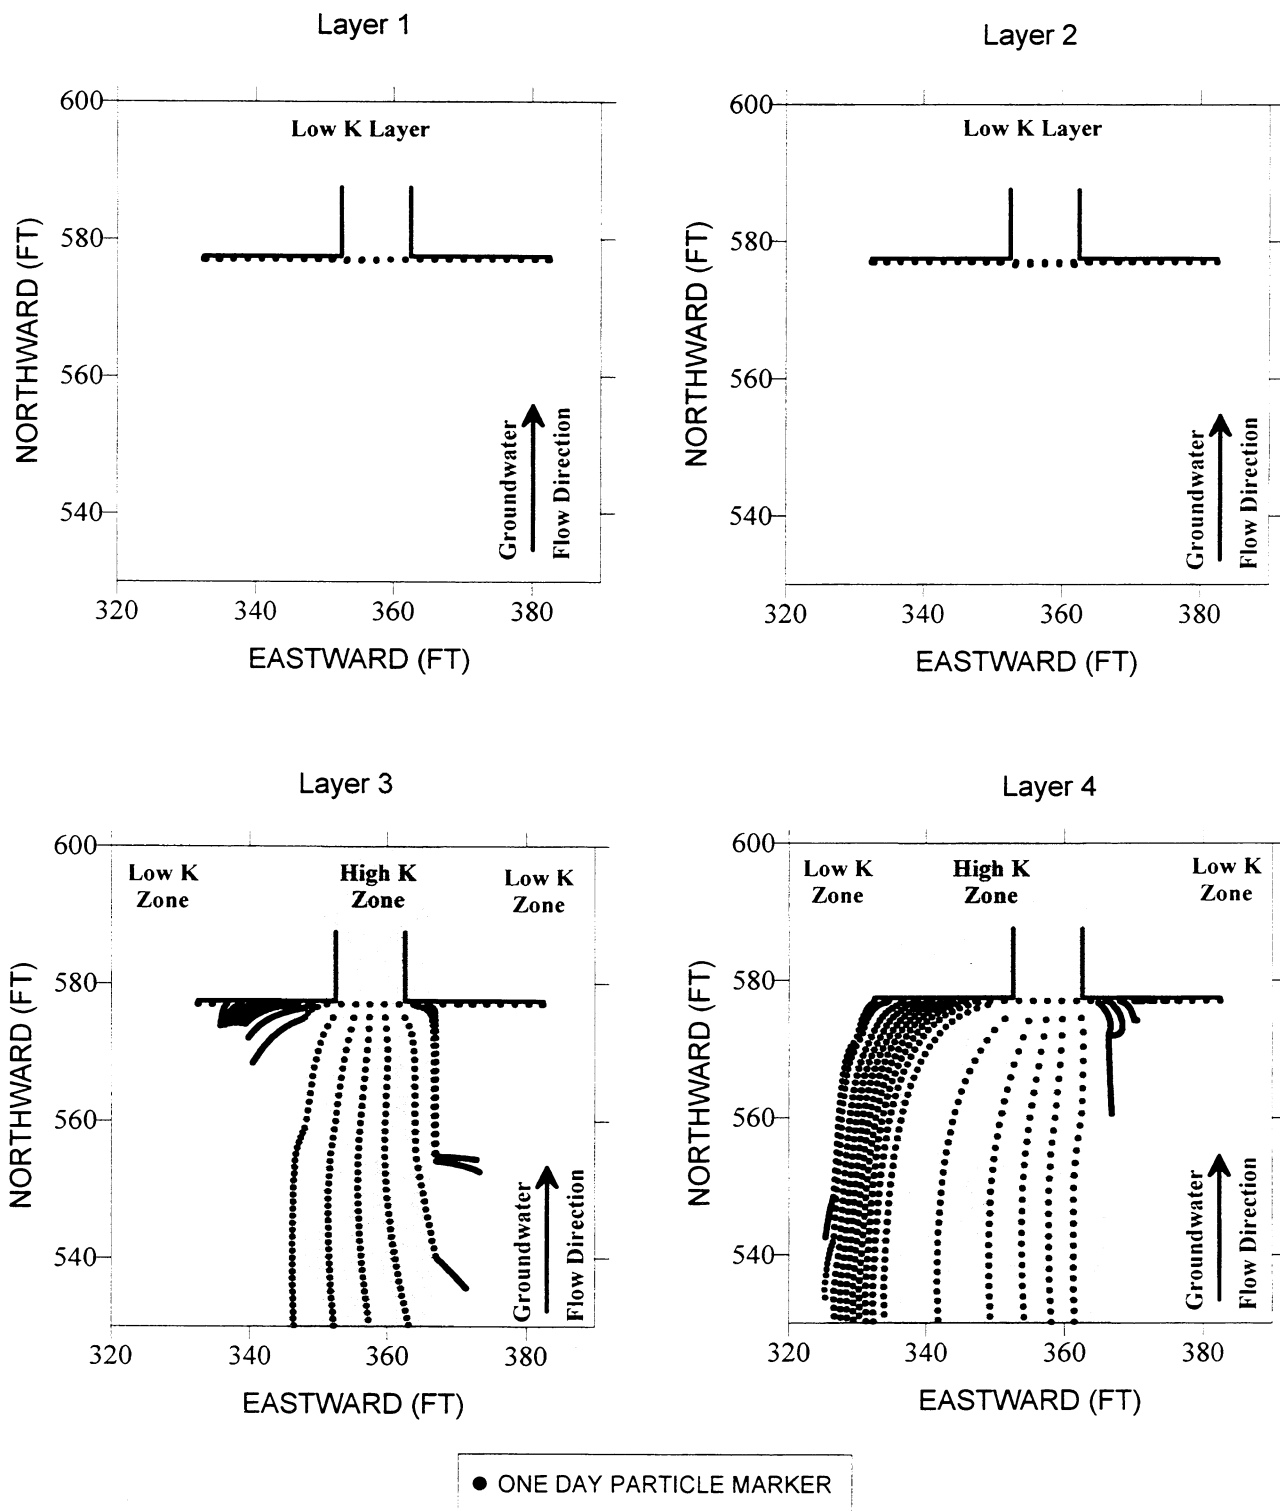 Layer 1
600
580
560
540
320
340
360
380
NORTHWARD (FT)
EASTWARD (FT)
Low K Layer
Groundwater
Flow Direction
Layer 2
600
580
560
540
320
340
360
380
NORTHWARD (FT)
EASTWARD (FT)
Low K Layer
Groundwater
Flow Direction
Layer 3
600
580
560
540
320
340
360
380
NORTHWARD (FT)
EASTWARD (FT)
Low K
Zone
High K
Zone
Low K
Zone
Groundwater
Flow Direction
Layer 4
600
580
560
540
320
340
360
380
NORTHWARD (FT)
EASTWARD (FT)
Low K
Zone
High K
Zone
Low K
Zone
Groundwater
Flow Direction
ONE DAY PARTICLE MARKER